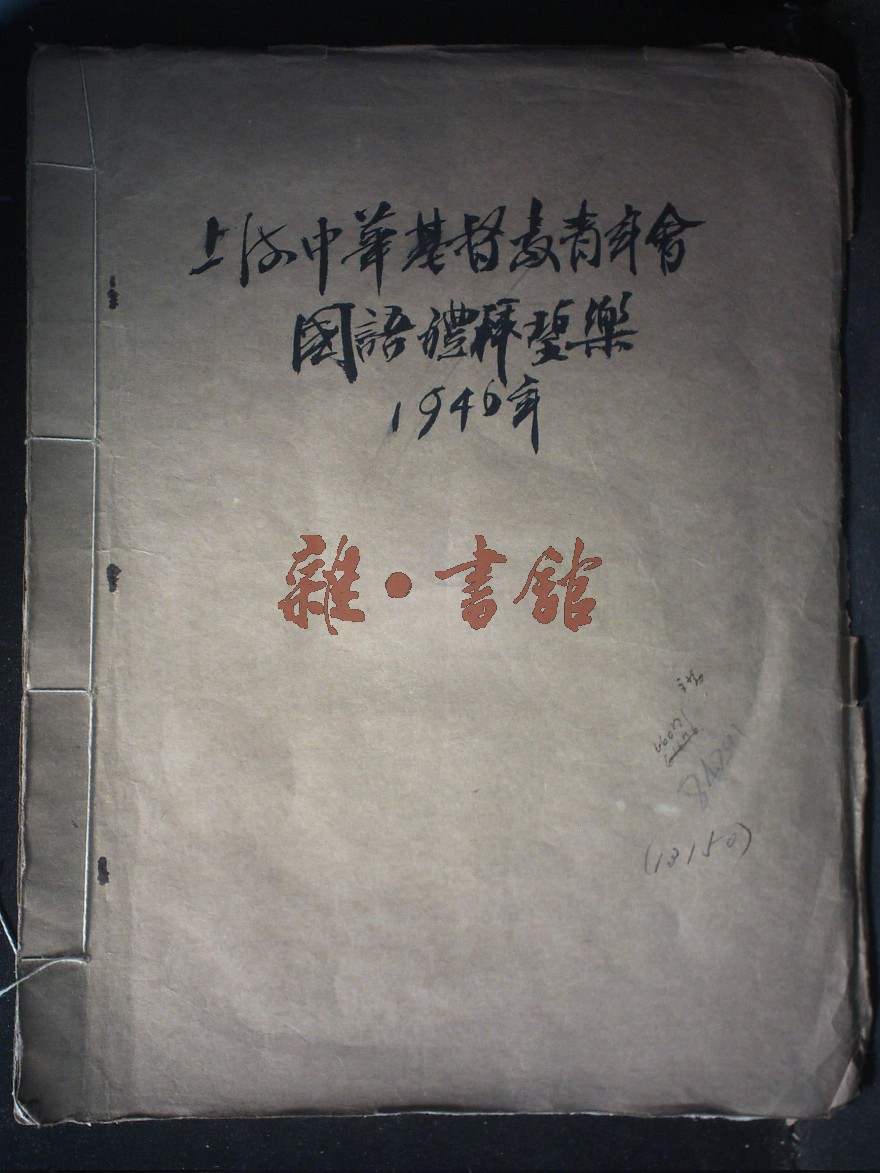 上海中華基督教青年會
國語禮拜聖樂
1946年
雜·書館
(13150)